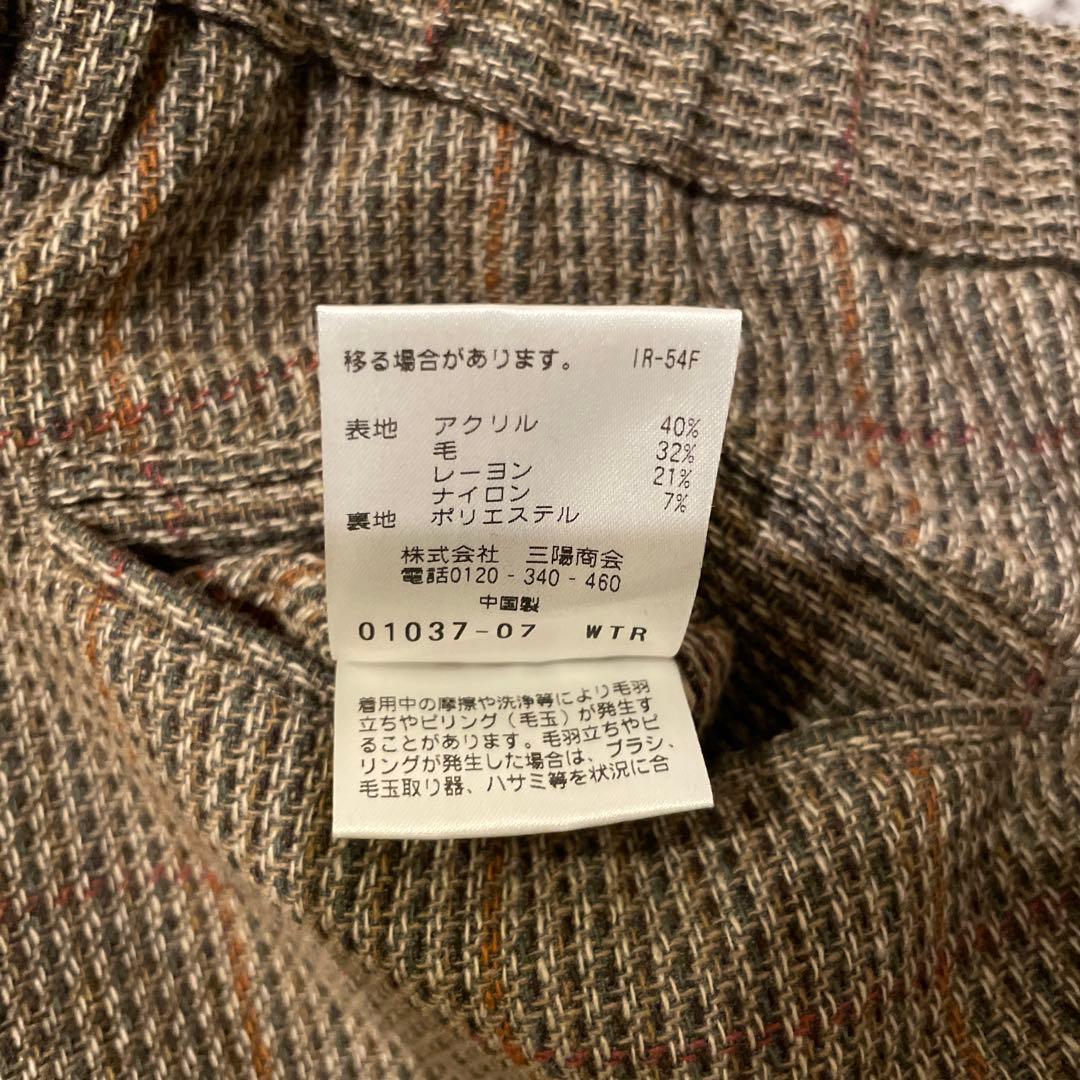 移る場合があります。 IR-54F
表地 アクリル 40%
毛 32%
レーヨン 21%
ナイロン 7%
裏地 ポリエステル
株式会社 三陽商会
電話0120-340-460
中国製
01037-07 WTR
着用中の摩擦や洗浄等により毛羽
立ちやピリング(毛玉)が発生す
ることがあります。毛羽立ちやピ
リングが発生した場合は、ブラシ、
毛玉取り器、ハサミ等を状況に合